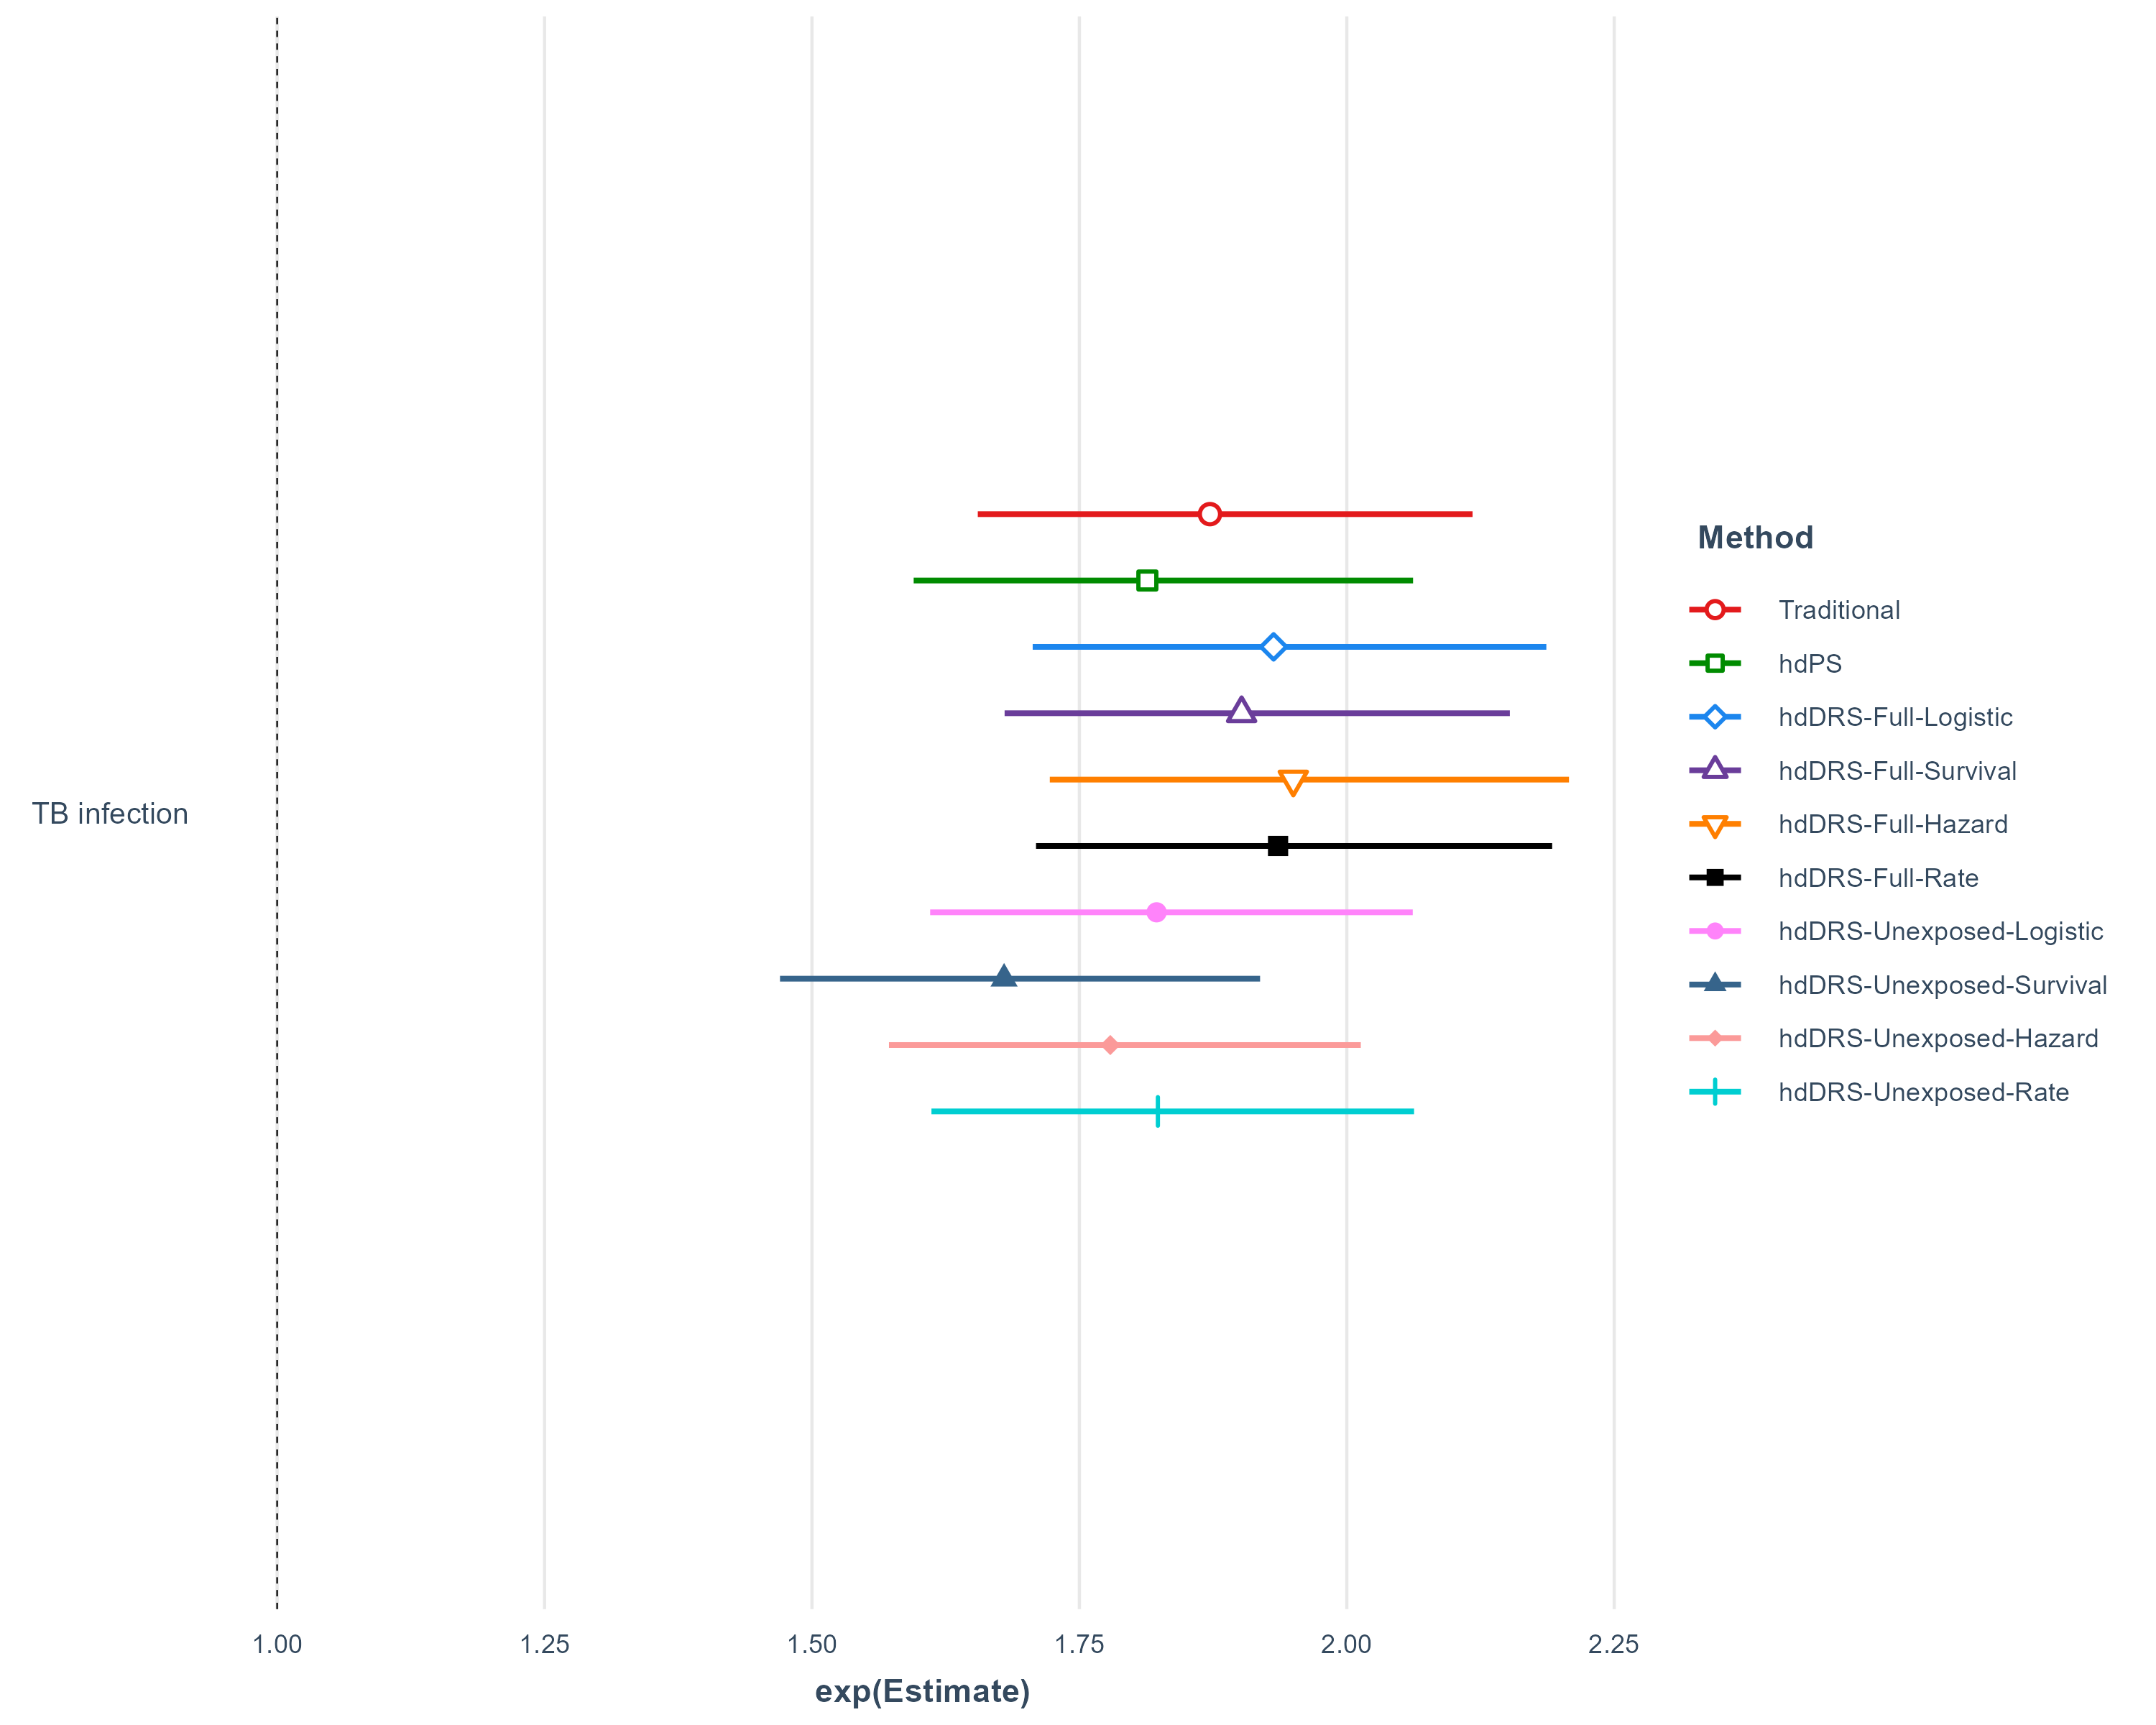 TB infection
1.00
1.25
1.50
1.75
2.00
2.25
exp(Estimate)
Method
Traditional
hdPS
hdDRS-Full-Logistic
hdDRS-Full-Survival
hdDRS-Full-Hazard
hdDRS-Full-Rate
hdDRS-Unexposed-Logistic
hdDRS-Unexposed-Survival
hdDRS-Unexposed-Hazard
hdDRS-Unexposed-Rate